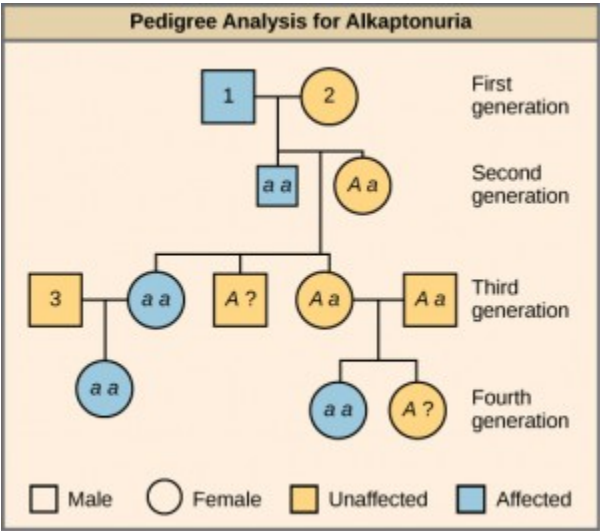 Pedigree Analysis for Alkaptonuria
1 2 First
generation
a a A a Second
generation
3 a a A ? A a A a Third
generation
a a a a A ? Fourth
generation
Male Female Unaffected Affected